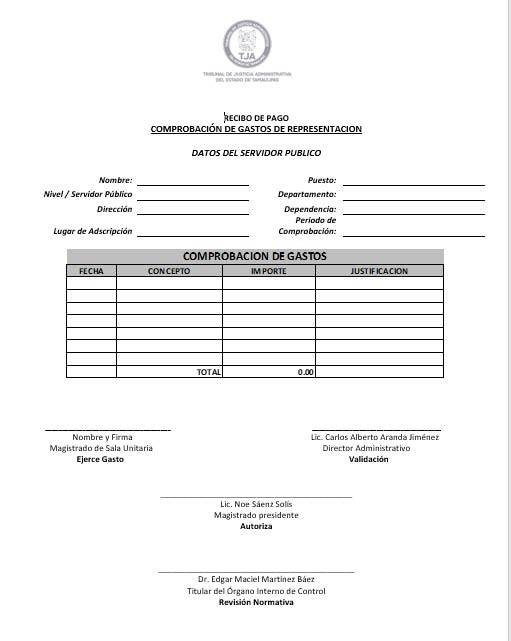 TJA
TRIBUNAL DE JUSTICIA ADMINISTRATIVA
DEL ESTADO DE TAMAULIPAS
RECIBO DE PAGO
COMPROBACIÓN DE GASTOS DE REPRESENTACION
DATOS DEL SERVIDOR PUBLICO
Nombre: Puesto:
Nivel / Servidor Público Departamento:
Dirección Dependencia:
Lugar de Adscripción Periodo de
Comprobación:
COMPROBACION DE GASTOS
FECHA CONCEPTO IMPORTE JUSTIFICACION
TOTAL 0.00
Nombre y Firma
Magistrado de Sala Unitaria
Ejerce Gasto
Lic. Carlos Alberto Aranda Jiménez
Director Administrativo
Validación
Lic. Noe Sáenz Solís
Magistrado presidente
Autoriza
Dr. Edgar Maciel Martínez Báez
Titular del Órgano Interno de Control
Revisión Normativa